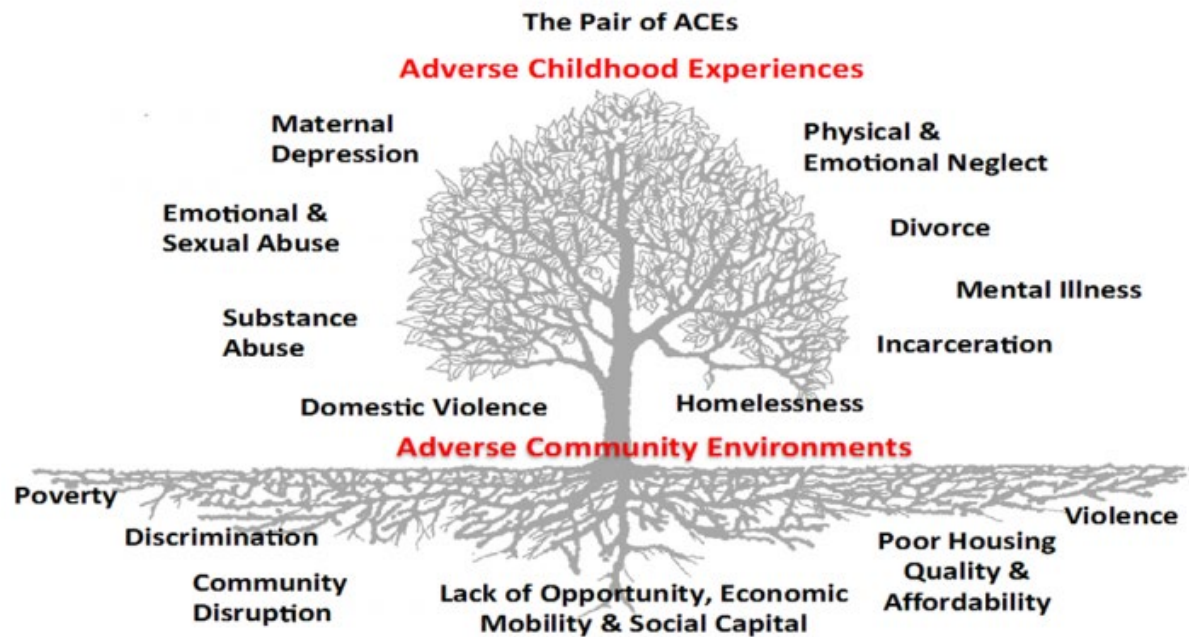 The Pair of ACEs
Adverse Childhood Experiences
Maternal
Depression
Physical &
Emotional Neglect
Emotional &
Sexual Abuse
Divorce
Mental Illness
Substance
Abuse
Incarceration
Domestic Violence
Homelessness
Adverse Community Environments
Poverty
Violence
Discrimination
Poor Housing
Quality &
Affordability
Community
Disruption
Lack of Opportunity, Economic
Mobility & Social Capital